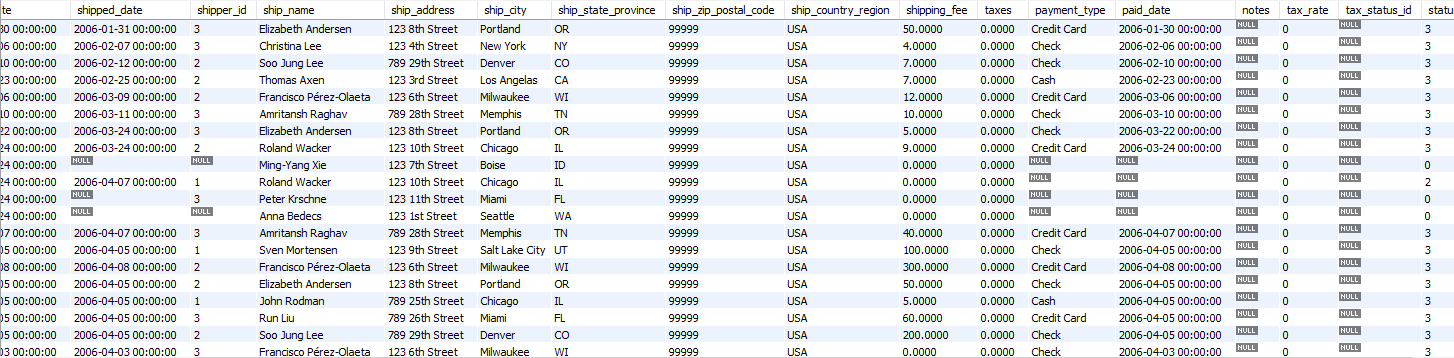 te shipped_date shipper_id ship_name ship_address ship_city ship_state_province ship_zip_postal_code ship_country_region shipping_fee taxes payment_type paid_date notes tax_rate tax_status_id statu
30 00:00:00 2006-01-31 00:00:00 3 Elizabeth Andersen 123 8th Street Portland OR 99999 USA 50.0000 0.0000 Credit Card 2006-01-30 00:00:00 NULL 0 NULL 3
06 00:00:00 2006-02-07 00:00:00 3 Christina Lee 123 4th Street New York NY 99999 USA 4.0000 0.0000 Check 2006-02-06 00:00:00 NULL 0 NULL 3
10 00:00:00 2006-02-12 00:00:00 2 Soo Jung Lee 789 29th Street Denver CO 99999 USA 7.0000 0.0000 Check 2006-02-10 00:00:00 NULL 0 NULL 3
23 00:00:00 2006-02-25 00:00:00 2 Thomas Axen 123 3rd Street Los Angelas CA 99999 USA 7.0000 0.0000 Cash 2006-02-23 00:00:00 NULL 0 NULL 3
06 00:00:00 2006-03-09 00:00:00 2 Francisco Pérez-Olaeta 123 6th Street Milwaukee WI 99999 USA 12.0000 0.0000 Credit Card 2006-03-06 00:00:00 NULL 0 NULL 3
10 00:00:00 2006-03-11 00:00:00 3 Amritansh Raghav 789 28th Street Memphis TN 99999 USA 10.0000 0.0000 Check 2006-03-10 00:00:00 NULL 0 NULL 3
22 00:00:00 2006-03-24 00:00:00 3 Elizabeth Andersen 123 8th Street Portland OR 99999 USA 5.0000 0.0000 Check 2006-03-22 00:00:00 NULL 0 NULL 3
24 00:00:00 2006-03-24 00:00:00 2 Roland Wacker 123 10th Street Chicago IL 99999 USA 9.0000 0.0000 Credit Card 2006-03-24 00:00:00 NULL 0 NULL 3
24 00:00:00 NULL NULL Ming-Yang Xie 123 7th Street Boise ID 99999 USA 0.0000 0.0000 NULL NULL NULL 0 NULL 0
24 00:00:00 2006-04-07 00:00:00 1 Roland Wacker 123 10th Street Chicago IL 99999 USA 0.0000 0.0000 NULL NULL NULL 0 NULL 2
24 00:00:00 NULL 3 Peter Krschne 123 11th Street Miami FL 99999 USA 0.0000 0.0000 NULL NULL NULL 0 NULL 0
24 00:00:00 NULL NULL Anna Bedecs 123 1st Street Seattle WA 99999 USA 0.0000 0.0000 NULL NULL NULL 0 NULL 0
07 00:00:00 2006-04-07 00:00:00 3 Amritansh Raghav 789 28th Street Memphis TN 99999 USA 40.0000 0.0000 Credit Card 2006-04-07 00:00:00 NULL 0 NULL 3
05 00:00:00 2006-04-05 00:00:00 1 Sven Mortensen 123 9th Street Salt Lake City UT 99999 USA 100.0000 0.0000 Check 2006-04-05 00:00:00 NULL 0 NULL 3
08 00:00:00 2006-04-08 00:00:00 2 Francisco Pérez-Olaeta 123 6th Street Milwaukee WI 99999 USA 300.0000 0.0000 Credit Card 2006-04-08 00:00:00 NULL 0 NULL 3
05 00:00:00 2006-04-05 00:00:00 2 Elizabeth Andersen 123 8th Street Portland OR 99999 USA 50.0000 0.0000 Check 2006-04-05 00:00:00 NULL 0 NULL 3
05 00:00:00 2006-04-05 00:00:00 1 John Rodman 789 25th Street Chicago IL 99999 USA 5.0000 0.0000 Cash 2006-04-05 00:00:00 NULL 0 NULL 3
05 00:00:00 2006-04-05 00:00:00 3 Run Liu 789 26th Street Miami FL 99999 USA 60.0000 0.0000 Credit Card 2006-04-05 00:00:00 NULL 0 NULL 3
05 00:00:00 2006-04-05 00:00:00 2 Soo Jung Lee 789 29th Street Denver CO 99999 USA 200.0000 0.0000 Check 2006-04-05 00:00:00 NULL 0 NULL 3
03 00:00:00 2006-04-03 00:00:00 3 Francisco Pérez-Olaeta 123 6th Street Milwaukee WI 99999 USA 0.0000 0.0000 Check 2006-04-03 00:00:00 NULL 0 NULL 3